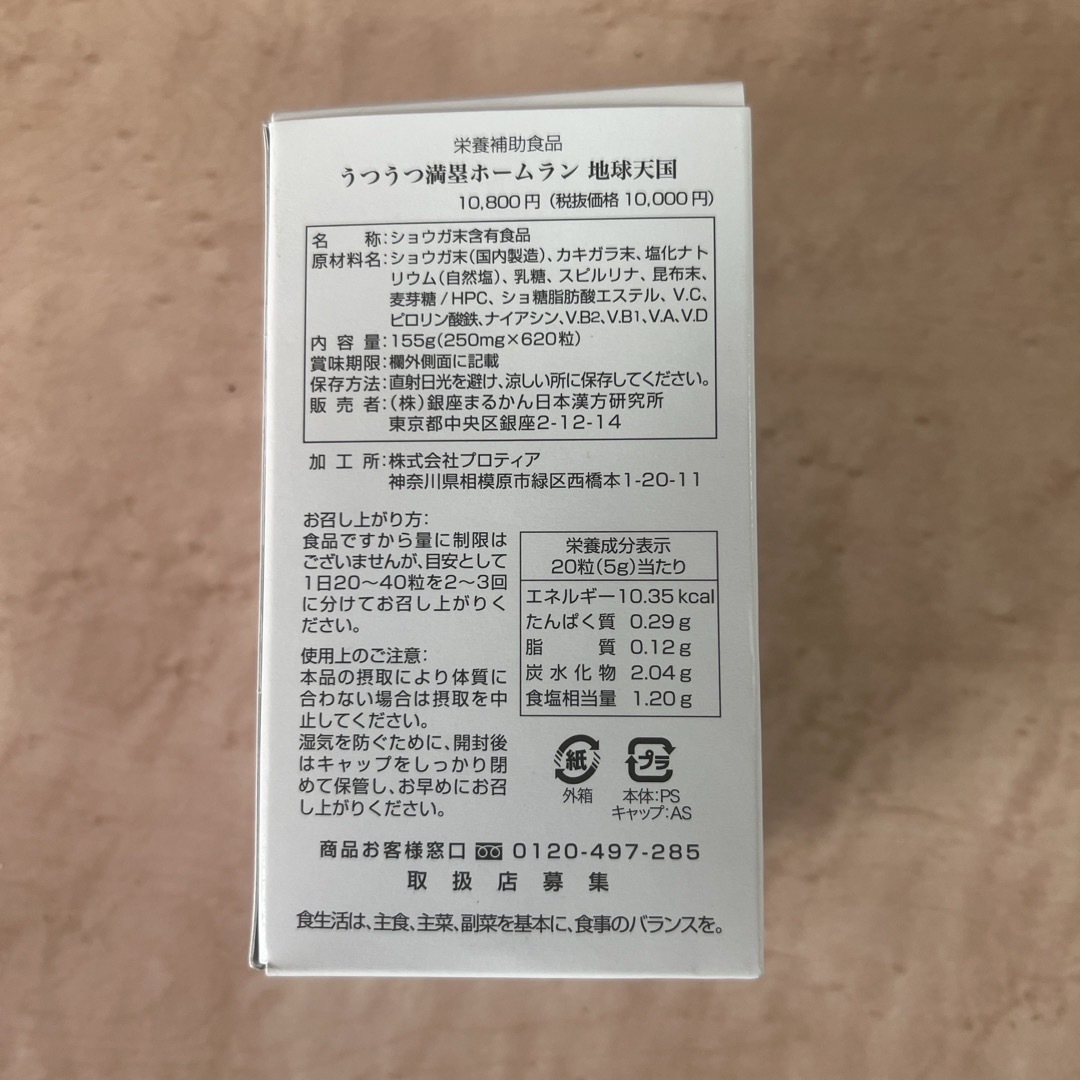 栄養補助食品
うつうつ満塁ホームラン 地球天国
10,800円(税抜価格10,000円)
名称:ショウガ末含有食品
原材料名:ショウガ末(国内製造)、カキガラ末、塩化ナト
リウム(自然塩)、乳糖、スピルリナ、昆布末、
麦芽糖/HPC、ショ糖脂肪酸エステル、V.C、
ピロリン酸鉄、ナイアシン、V.B2、V.B1、V.A、V.D
内容量:155g(250mg×620粒)
賞味期限:欄外側面に記載
保存方法:直射日光を避け、涼しい所に保存してください。
販売者:(株)銀座まるかん日本漢方研究所
東京都中央区銀座2-12-14
加工所:株式会社プロティア
神奈川県相模原市緑区西橋本1-20-11
お召し上がり方:
食品ですから量に制限は
ございませんが、目安として
1日20〜40粒を2〜3回
に分けてお召し上がりく
ださい。
使用上のご注意:
本品の摂取により体質に
合わない場合は摂取を中
止してください。
湿気を防ぐために、開封後
はキャップをしっかり閉
めて保管し、お早めにお召
し上がりください。
栄養成分表示
20粒(5g)当たり
エネルギー 10.35kcal
たんぱく質 0.29g
脂質 0.12g
炭水化物 2.04g
食塩相当量 1.20g
紙
外箱
プラ
本体:PS
キャップ:AS
商品お客様窓口 0120-497-285
取扱店募集
食生活は、主食、主菜、副菜を基本に、食事のバランスを。